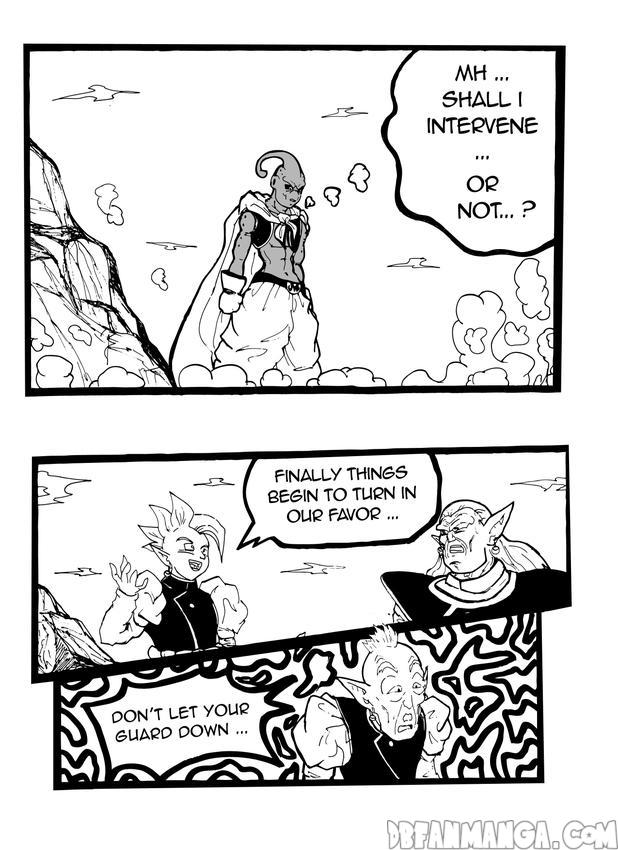 MH ...
SHALL I
INTERVENE
...
OR
NOT... ?
FINALLY THINGS
BEGIN TO TURN IN
OUR FAVOR ...
DON'T LET YOUR
GUARD DOWN ...
DBFANMANGA.COM